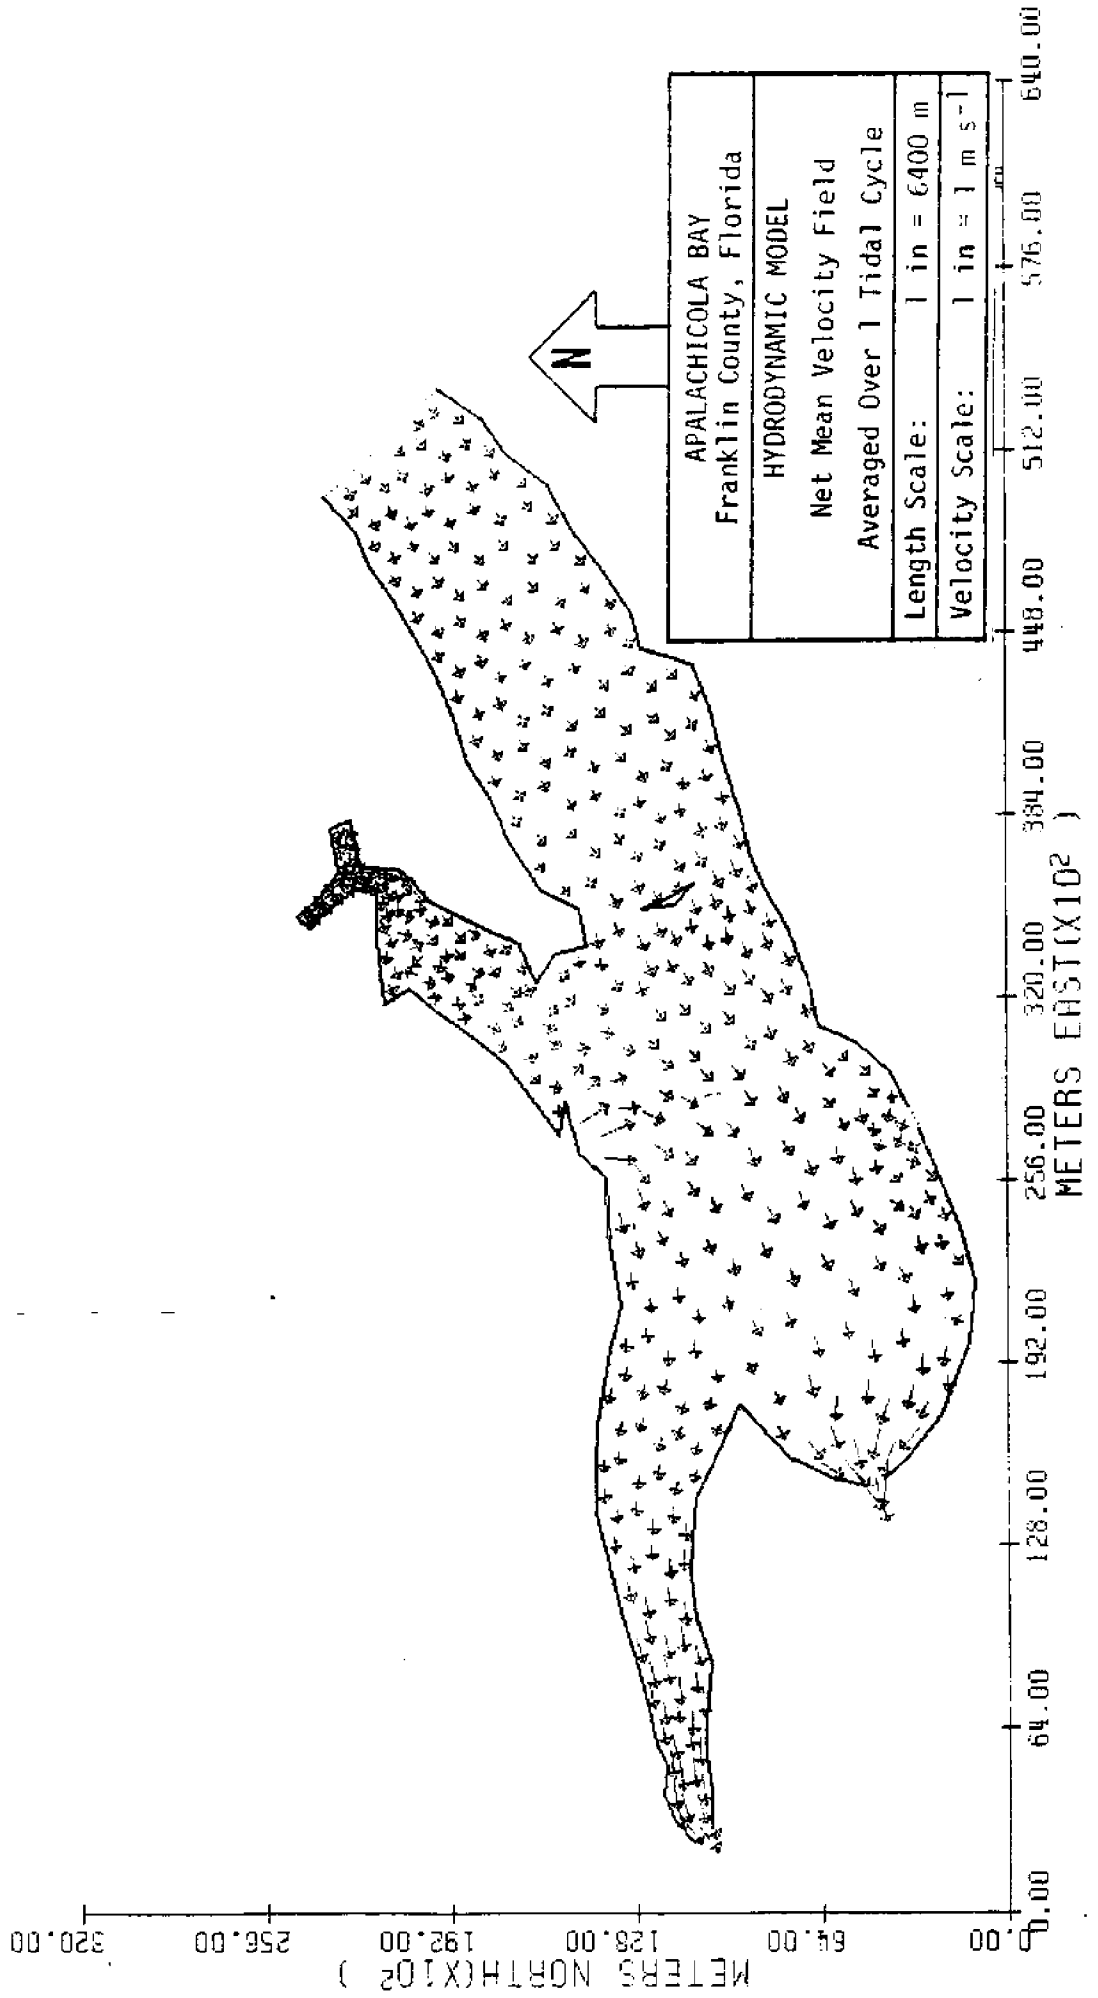 APALACHICOLA BAY
Franklin County, Florida
HYDRODYNAMIC MODEL
Net Mean Velocity Field
Averaged Over 1 Tidal Cycle
Length Scale: 1 in = 6400 m
Velocity Scale: 1 in = 1 m s⁻¹
N
METERS NORTH(X10²)
320.00
256.00
192.00
128.00
64.00
0.00
0.00
64.00
128.00
192.00
256.00
320.00
384.00
448.00
512.00
576.00
640.00
METERS EAST(X10²)